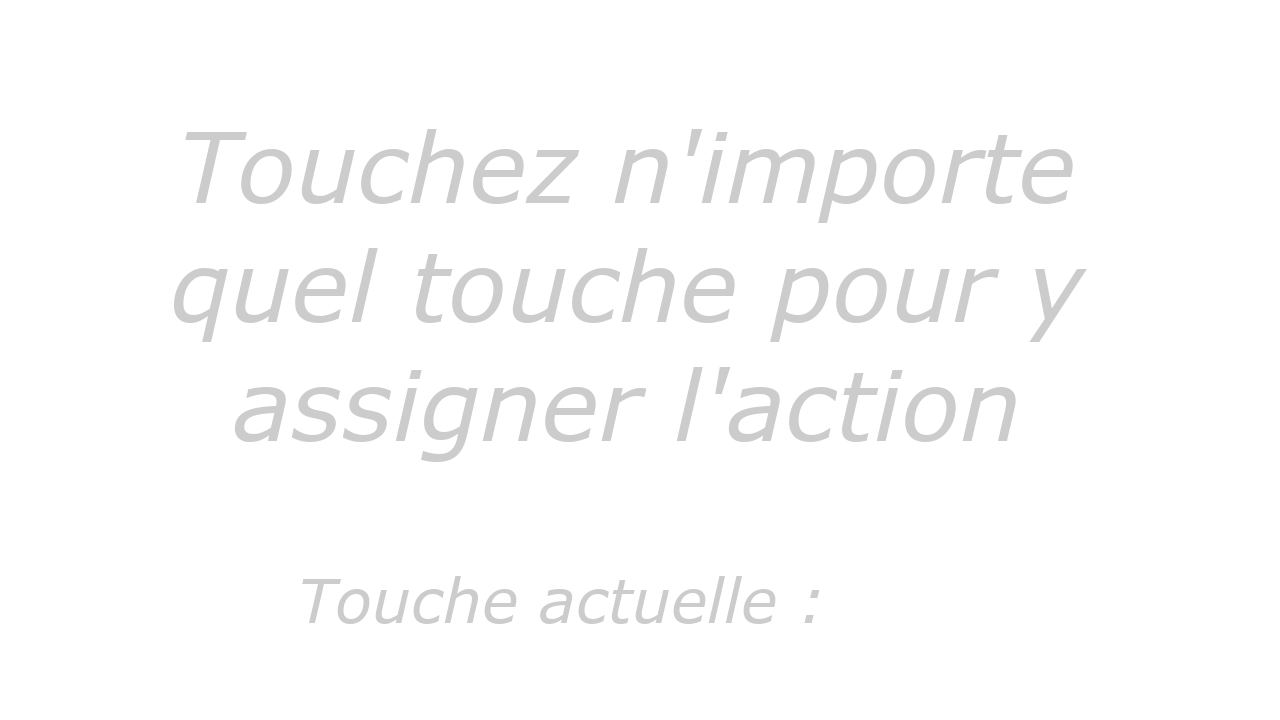 Touchez n'importe
quel touche pour y
assigner l'action
Touche actuelle :